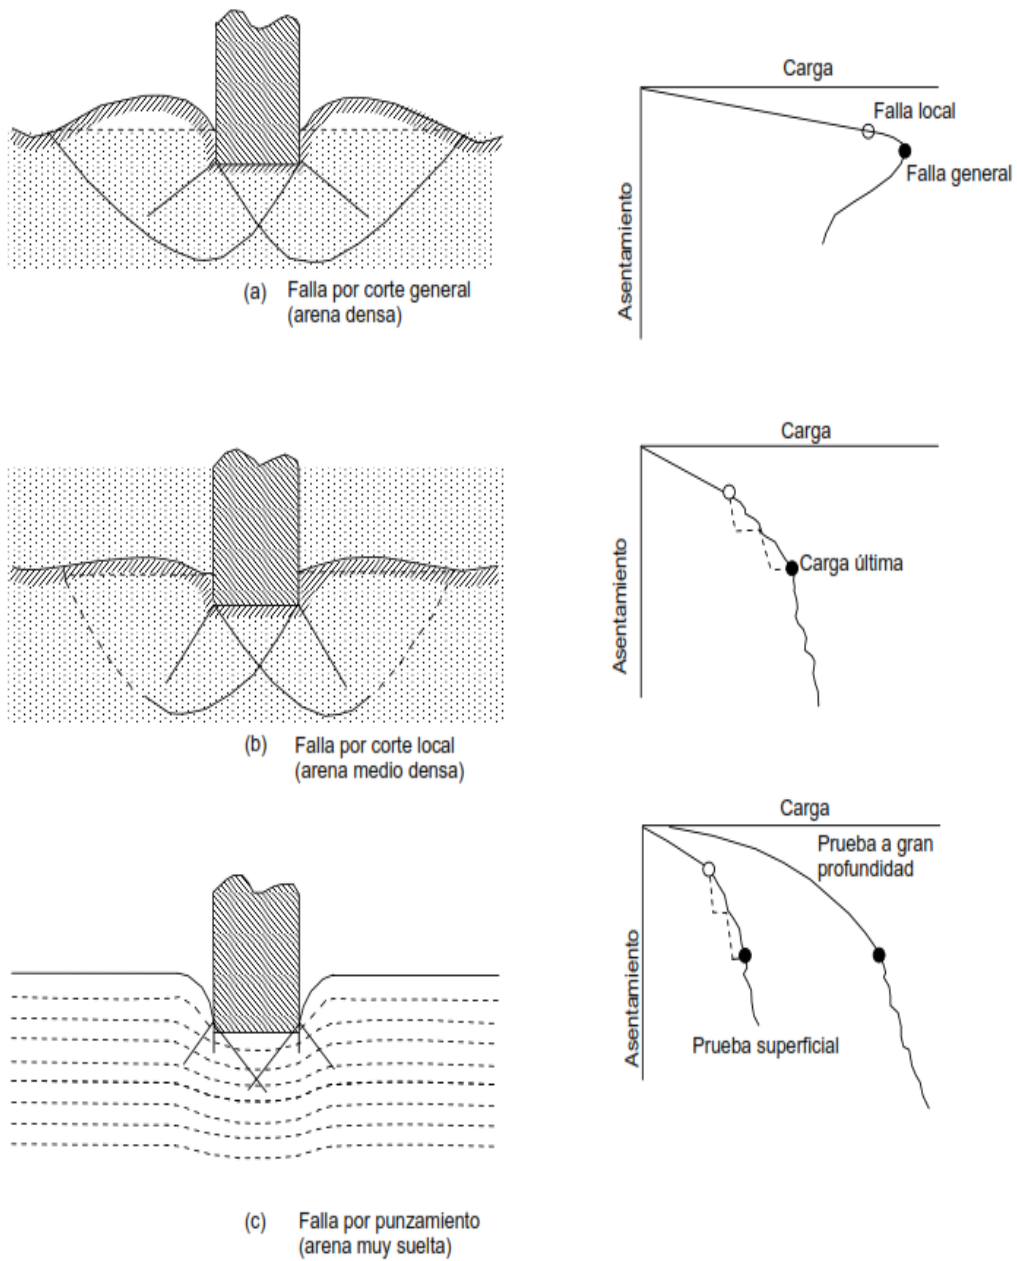 Carga
Falla local
Falla general
Asentamiento
(a) Falla por corte general
(arena densa)
Carga
Carga última
Asentamiento
(b) Falla por corte local
(arena medio densa)
Carga
Prueba a gran
profundidad
Asentamiento
Prueba superficial
(c) Falla por punzamiento
(arena muy suelta)